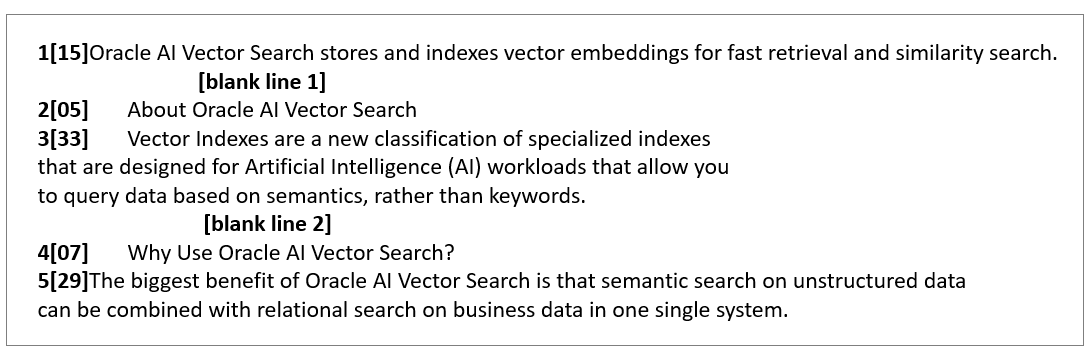 1[15]Oracle AI Vector Search stores and indexes vector embeddings for fast retrieval and similarity search.
[blank line 1]
2[05] About Oracle AI Vector Search
3[33] Vector Indexes are a new classification of specialized indexes
that are designed for Artificial Intelligence (AI) workloads that allow you
to query data based on semantics, rather than keywords.
[blank line 2]
4[07] Why Use Oracle AI Vector Search?
5[29]The biggest benefit of Oracle AI Vector Search is that semantic search on unstructured data
can be combined with relational search on business data in one single system.